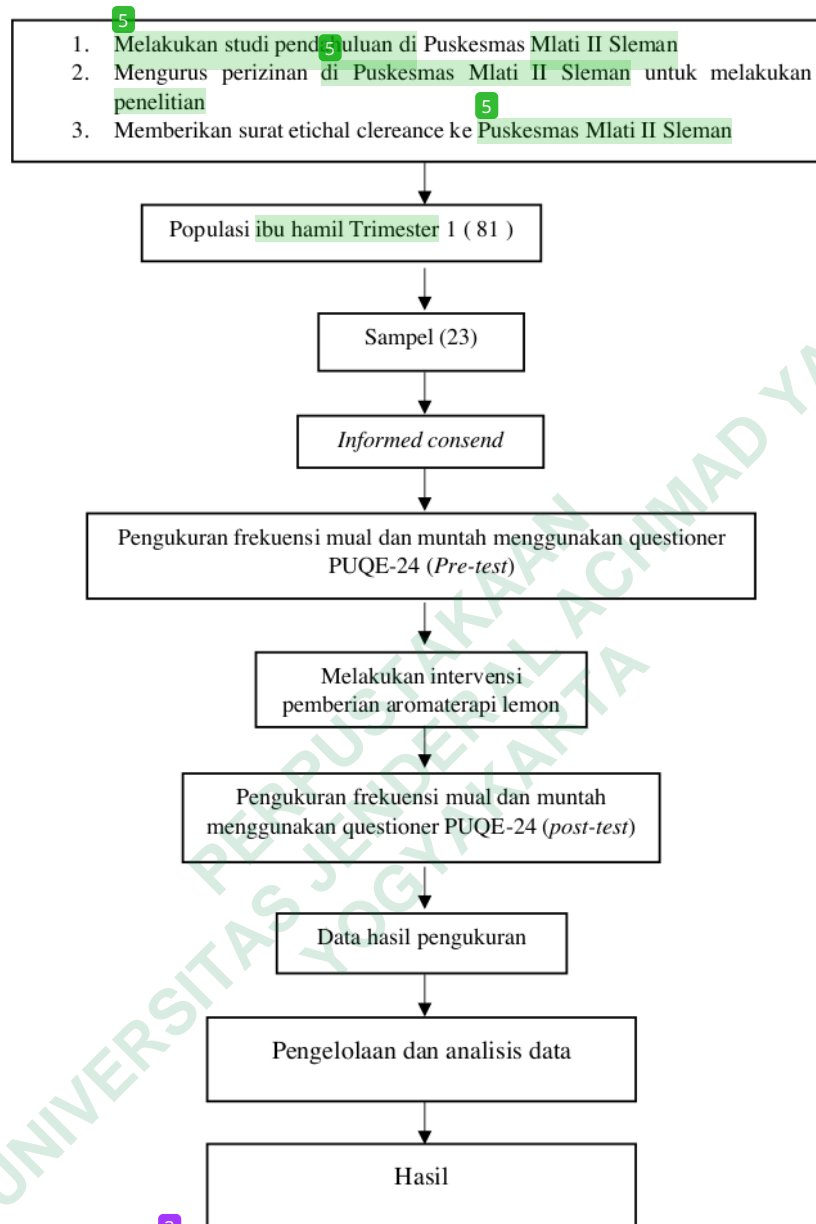 5
1. Melakukan studi pendahuluan di Puskesmas Mlati II Sleman
5
2. Mengurus perizinan di Puskesmas Mlati II Sleman untuk melakukan
penelitian
5
3. Memberikan surat etichal clereance ke Puskesmas Mlati II Sleman
Populasi ibu hamil Trimester 1 ( 81 )
Sampel (23)
Informed consend
Pengukuran frekuensi mual dan muntah menggunakan questioner
PUQE-24 (Pre-test)
Melakukan intervensi
pemberian aromaterapi lemon
Pengukuran frekuensi mual dan muntah
menggunakan questioner PUQE-24 (post-test)
Data hasil pengukuran
Pengelolaan dan analisis data
Hasil
PERPUSTAKAAN
UNIVERSITAS JENDERAL ACHMAD YA
YOGYAKARTA